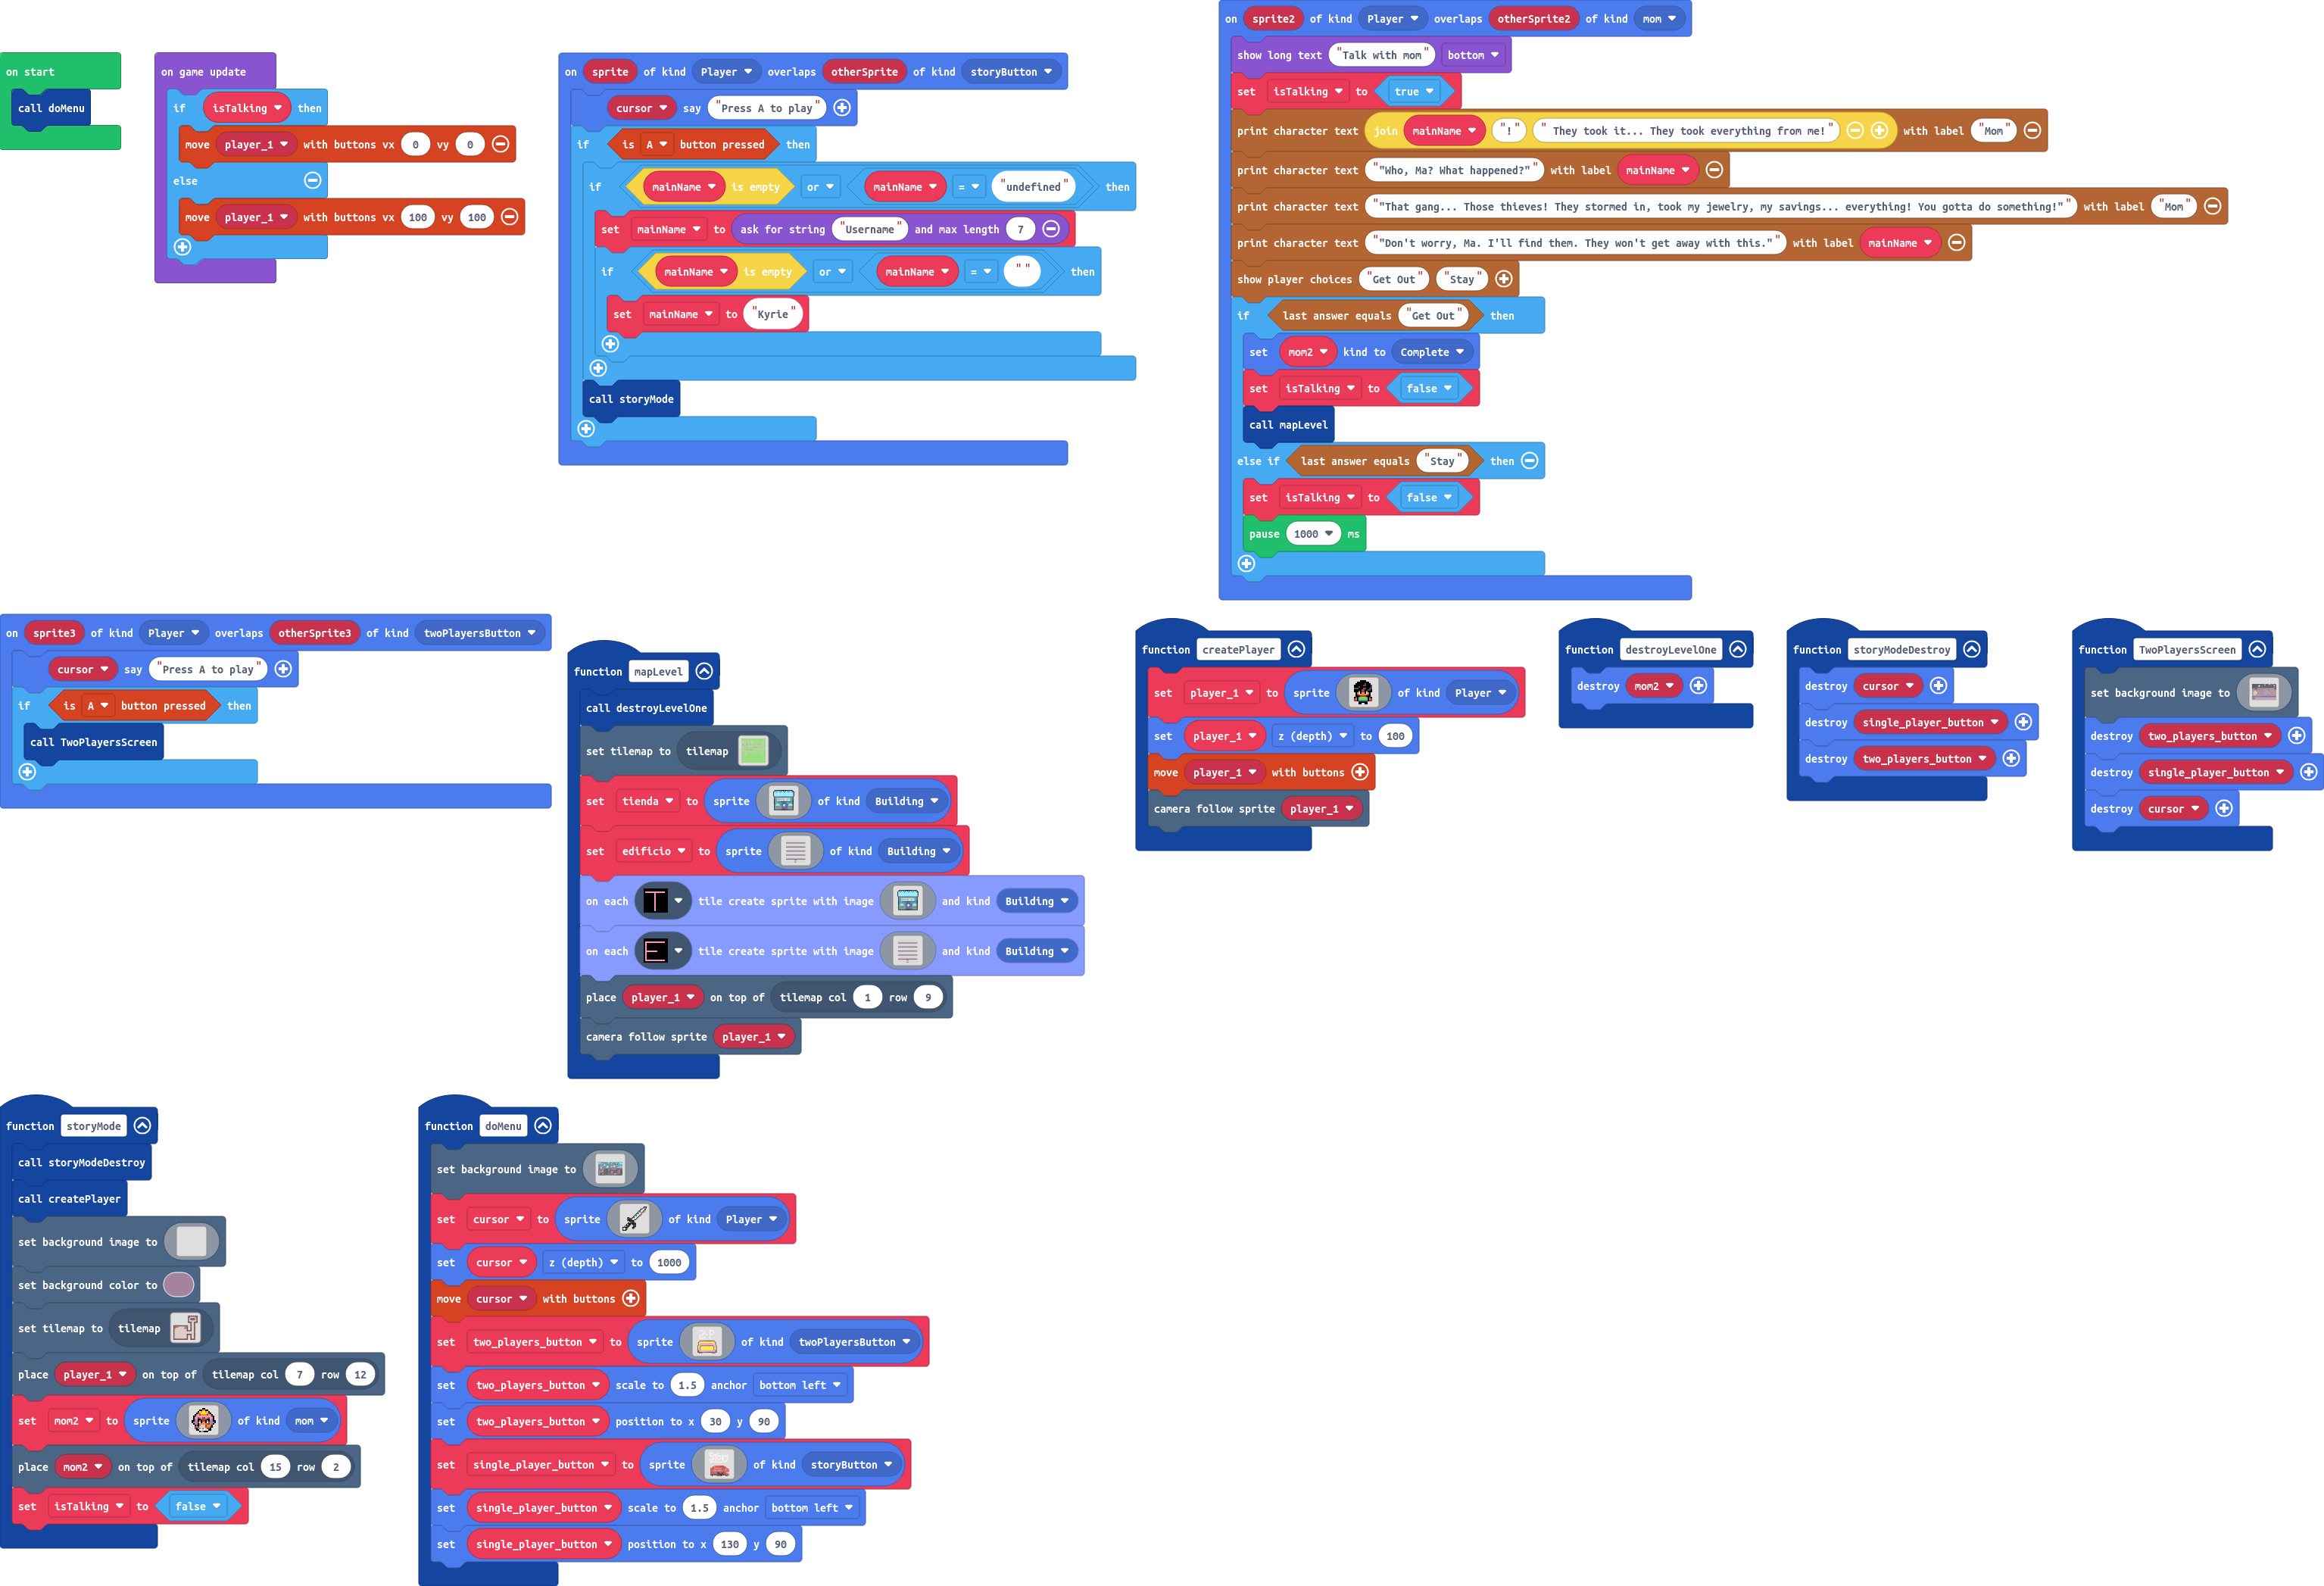 on start
call doMenu
on game update
if isTalking then
move player_1 with buttons vx 0 vy 0
else
move player_1 with buttons vx 100 vy 100
on sprite of kind Player overlaps otherSprite of kind storyButton
cursor say "Press A to play"
if is A button pressed then
if mainName is empty or mainName = "undefined" then
set mainName to ask for string "Username" and max length 7
if mainName is empty or mainName = "" then
set mainName to "Kyrie"
call storyMode
on sprite2 of kind Player overlaps otherSprite2 of kind mom
show long text "Talk with mom" bottom
set isTalking to true
print character text join mainName "!" " They took it... They took everything from me!" with label "Mom"
print character text ""Who, Ma? What happened?"" with label mainName
print character text ""That gang... Those thieves! They stormed in, took my jewelry, my savings... everything! You gotta do something!"" with label "Mom"
print character text ""Don't worry, Ma. I'll find them. They won't get away with this."" with label mainName
show player choices "Get Out" "Stay"
if last answer equals "Get Out" then
set mom2 kind to Complete
set isTalking to false
call mapLevel
else if last answer equals "Stay" then
set isTalking to false
pause 1000 ms
on sprite3 of kind Player overlaps otherSprite3 of kind twoPlayersButton
cursor say "Press A to play"
if is A button pressed then
call TwoPlayersScreen
function mapLevel
call destroyLevelOne
set tilemap to tilemap
set tienda to sprite of kind Building
set edificio to sprite of kind Building
on each T tile create sprite with image and kind Building
on each E tile create sprite with image and kind Building
place player_1 on top of tilemap col 1 row 9
camera follow sprite player_1
function createPlayer
set player_1 to sprite of kind Player
set player_1 z (depth) to 100
move player_1 with buttons
camera follow sprite player_1
function destroyLevelOne
destroy mom2
function storyModeDestroy
destroy cursor
destroy single_player_button
destroy two_players_button
function TwoPlayersScreen
set background image to
destroy two_players_button
destroy single_player_button
destroy cursor
function storyMode
call storyModeDestroy
call createPlayer
set background image to
set background color to
set tilemap to tilemap
place player_1 on top of tilemap col 7 row 12
set mom2 to sprite of kind mom
place mom2 on top of tilemap col 15 row 2
set isTalking to false
function doMenu
set background image to
set cursor to sprite of kind Player
set cursor z (depth) to 1000
move cursor with buttons
set two_players_button to sprite of kind twoPlayersButton
set two_players_button scale to 1.5 anchor bottom left
set two_players_button position to x 30 y 90
set single_player_button to sprite of kind storyButton
set single_player_button scale to 1.5 anchor bottom left
set single_player_button position to x 130 y 90